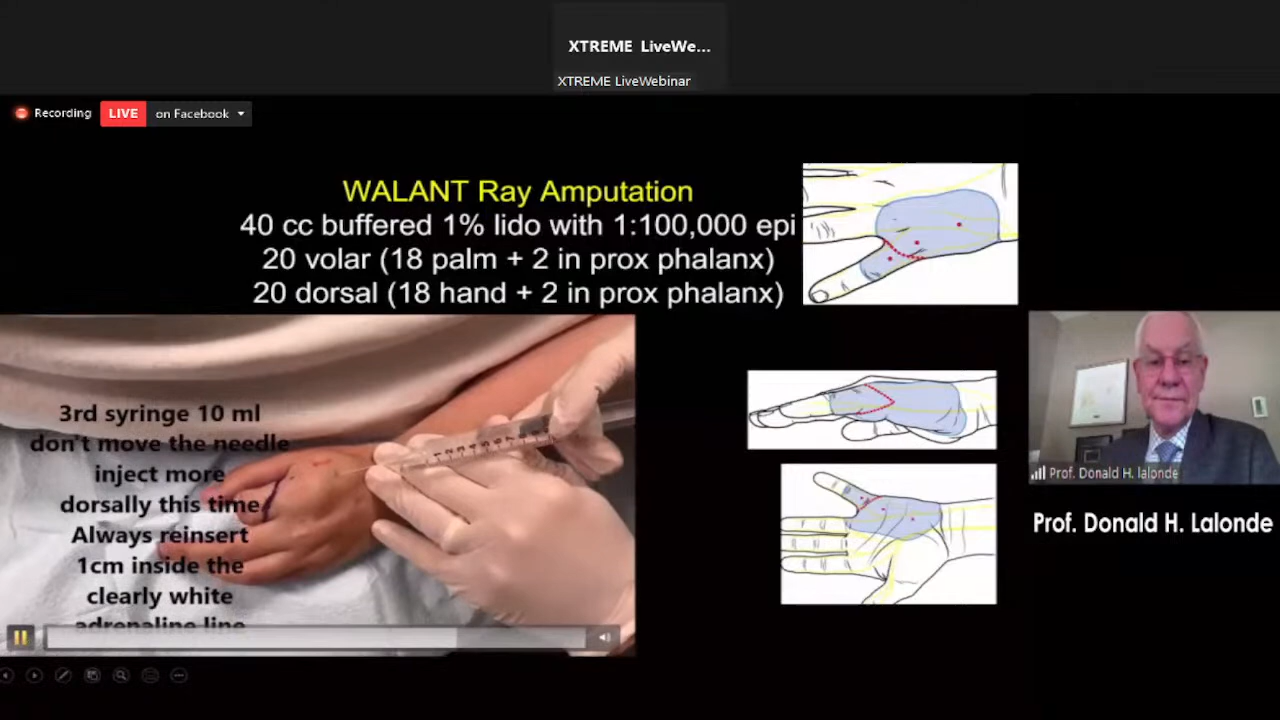 XTREME LiveWe...
XTREME LiveWebinar
Recording
LIVE on Facebook
WALANT Ray Amputation
40 cc buffered 1% lido with 1:100,000 epi
20 volar (18 palm + 2 in prox phalanx)
20 dorsal (18 hand + 2 in prox phalanx)
3rd syringe 10 ml
don't move the needle
inject more
dorsally this time
Always reinsert
1cm inside the
clearly white
adrenaline line
Prof. Donald H. lalonde
Prof. Donald H. Lalonde